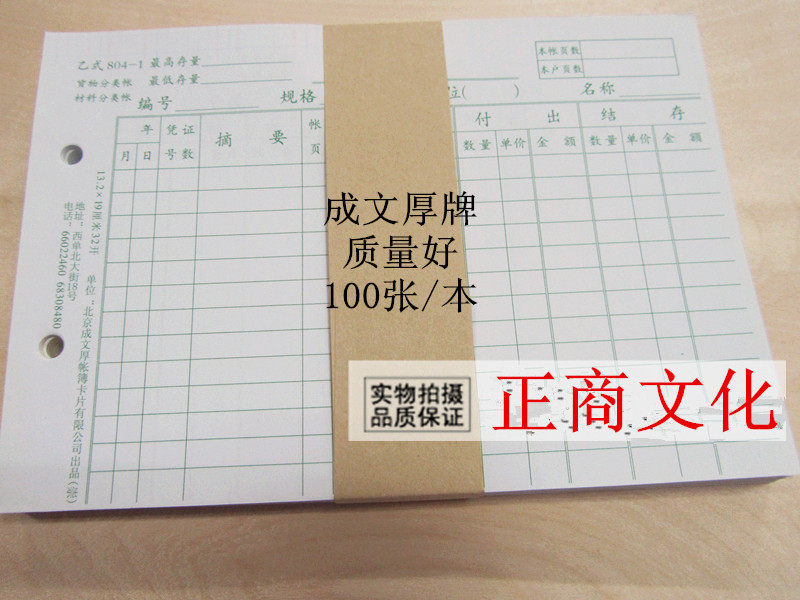 乙式 804-1 最高存量
货物分类帐 最低存量
材料分类帐 编号 规格 位( ) 名称
本帐页数
本户页数
年 凭证 摘要 帐 付出 结存
月 日 号数 页 数量 单价 金额 数量 单价 金额
13.2×19厘米32开 单位:北京成文厚帐簿卡片有限公司出品
地址:西单北大街18号
电话:66022460 68308480
成文厚牌
质量好
100张/本
实物拍摄
品质保证
正商文化